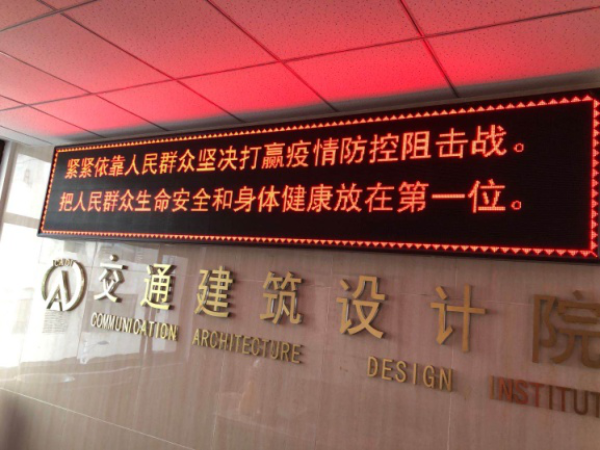 紧紧依靠人民群众坚决打赢疫情防控阻击战。
把人民群众生命安全和身体健康放在第一位。
交通建筑设计院
COMMUNICATION ARCHITECTURE DESIGN INSTITUT